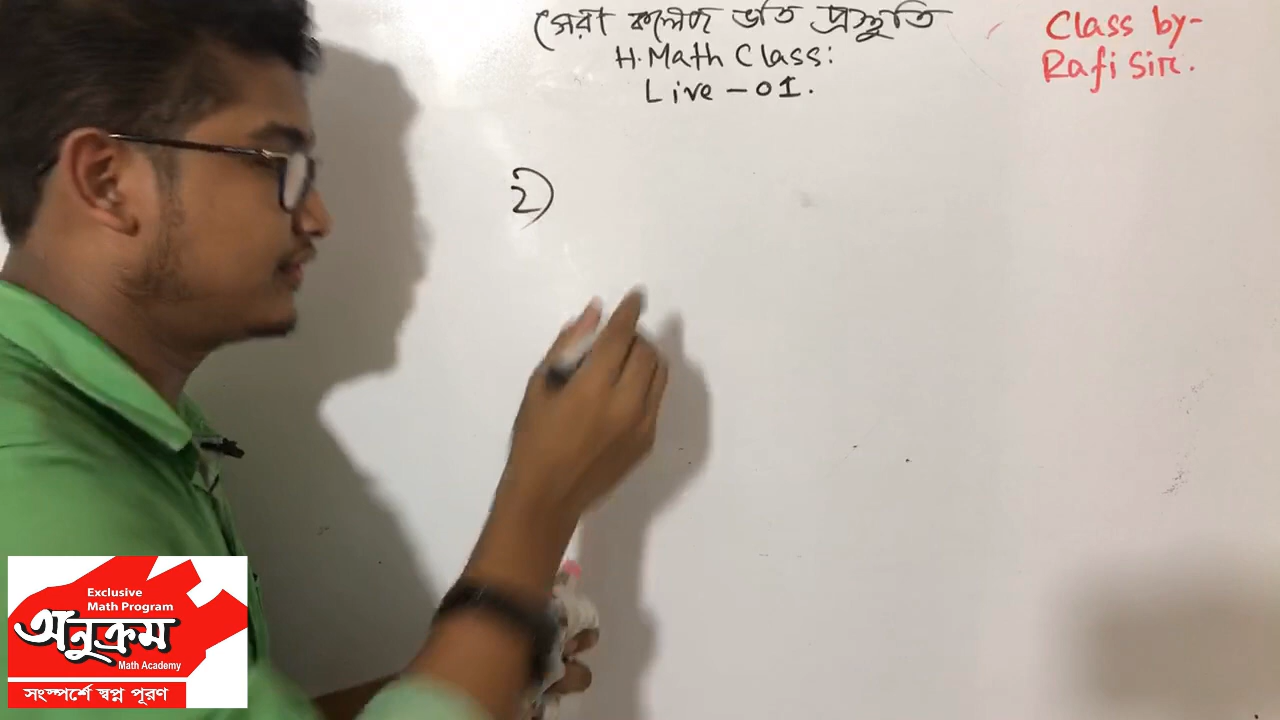 সেরা কলেজ ভর্তি প্রস্তুতি
H.Math Class:
Live-01.
Class by-
Rafi Sir.
2)
Exclusive
Math Program
অনুক্রম
Math Academy
সংস্পর্শে স্বপ্ন পূরণ